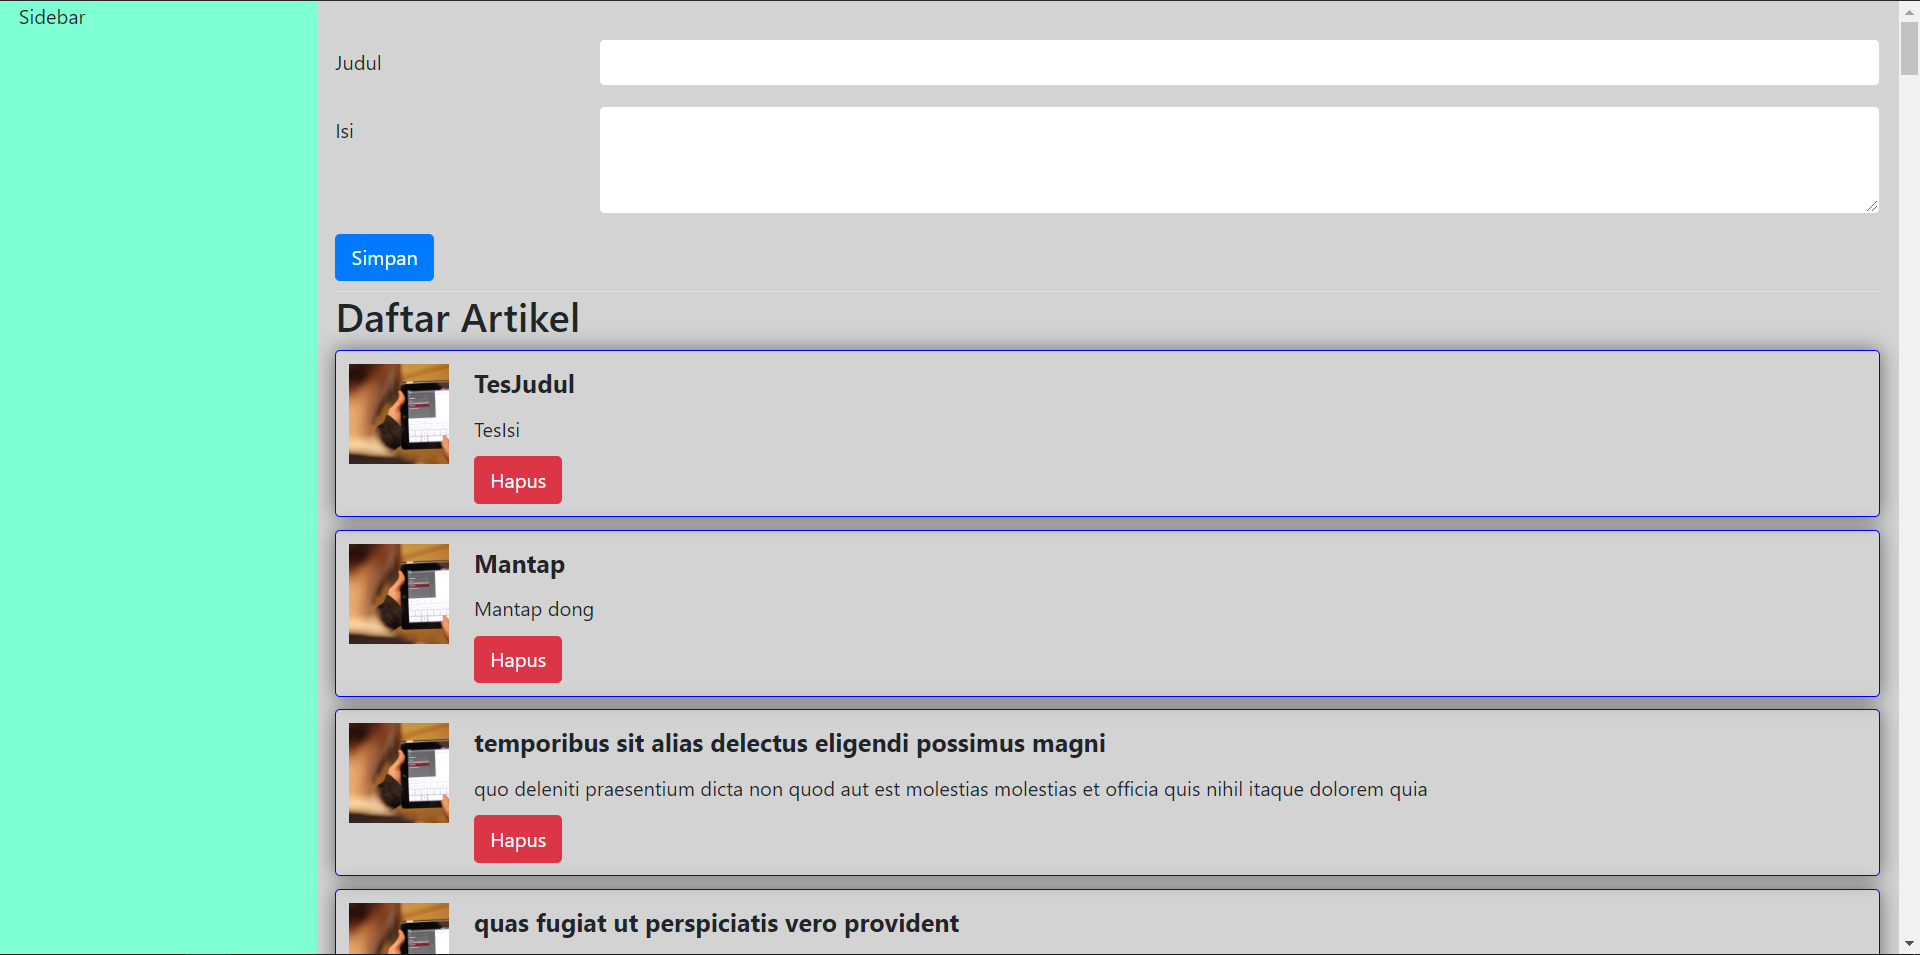 Sidebar
Judul
Isi
Simpan
Daftar Artikel
TesJudul
TesIsi
Hapus
Mantap
Mantap dong
Hapus
temporibus sit alias delectus eligendi possimus magni
quo deleniti praesentium dicta non quod aut est molestias molestias et officia quis nihil itaque dolorem quia
Hapus
quas fugiat ut perspiciatis vero provident